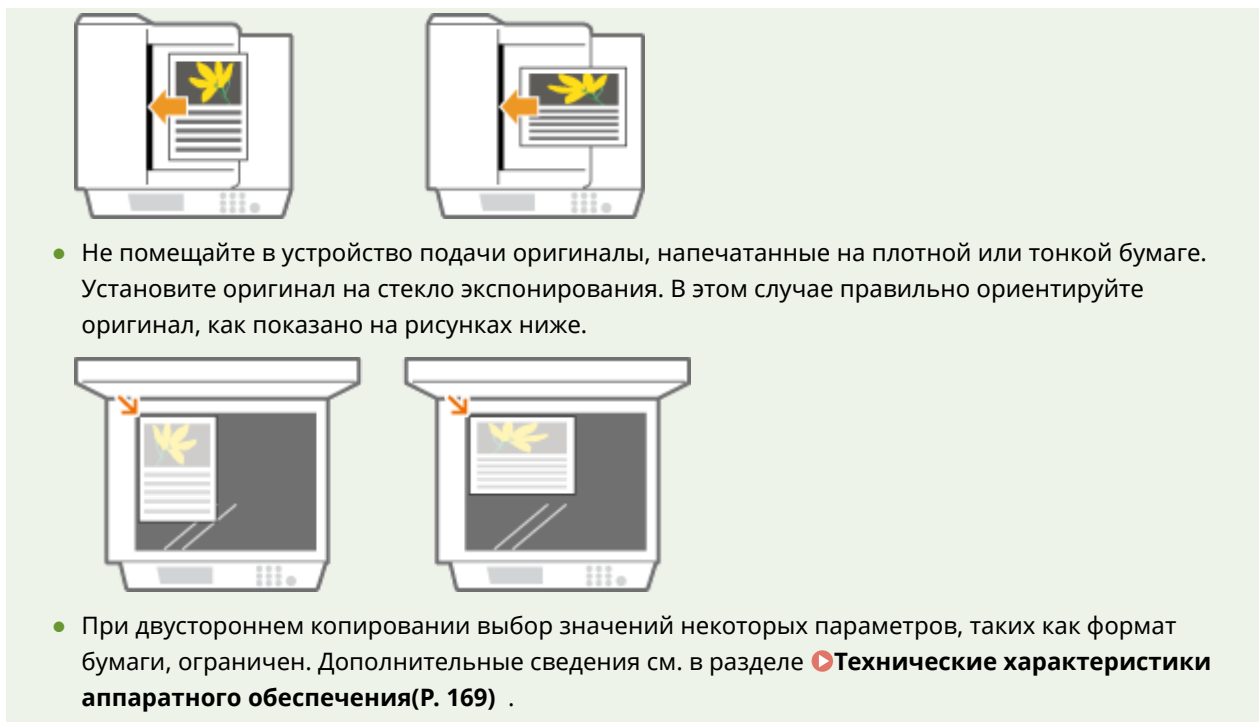 Не помещайте в устройство подачи оригиналы, напечатанные на плотной или тонкой бумаге.
Установите оригинал на стекло экспонирования. В этом случае правильно ориентируйте
оригинал, как показано на рисунках ниже.
При двустороннем копировании выбор значений некоторых параметров, таких как формат
бумаги, ограничен. Дополнительные сведения см. в разделе Технические характеристики
аппаратного обеспечения(P. 169) .